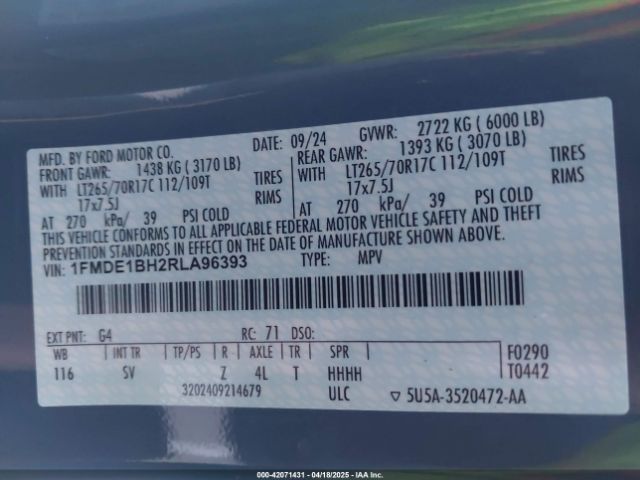 MFD. BY FORD MOTOR CO. DATE: 09/24 GVWR: 2722 KG ( 6000 LB)
FRONT GAWR: 1438 KG ( 3170 LB) REAR GAWR: 1393 KG ( 3070 LB)
WITH LT265/70R17C 112/109T TIRES WITH LT265/70R17C 112/109T TIRES
17x7.5J RIMS 17x7.5J RIMS
AT 270 kPa/ 39 PSI COLD AT 270 kPa/ 39 PSI COLD
THIS VEHICLE CONFORMS TO ALL APPLICABLE FEDERAL MOTOR VEHICLE SAFETY AND THEFT
PREVENTION STANDARDS IN EFFECT ON THE DATE OF MANUFACTURE SHOWN ABOVE.
VIN: 1FMDE1BH2RLA96393 TYPE: MPV
EXT PNT: G4 RC: 71 DSO:
WB INT TR TP/PS R AXLE TR SPR F0290
116 SV Z 4L T HHHH T0442
3202409214679 ULC ▽ 5U5A-3520472-AA
000-42071431 - 04/18/2025 - IAA Inc.